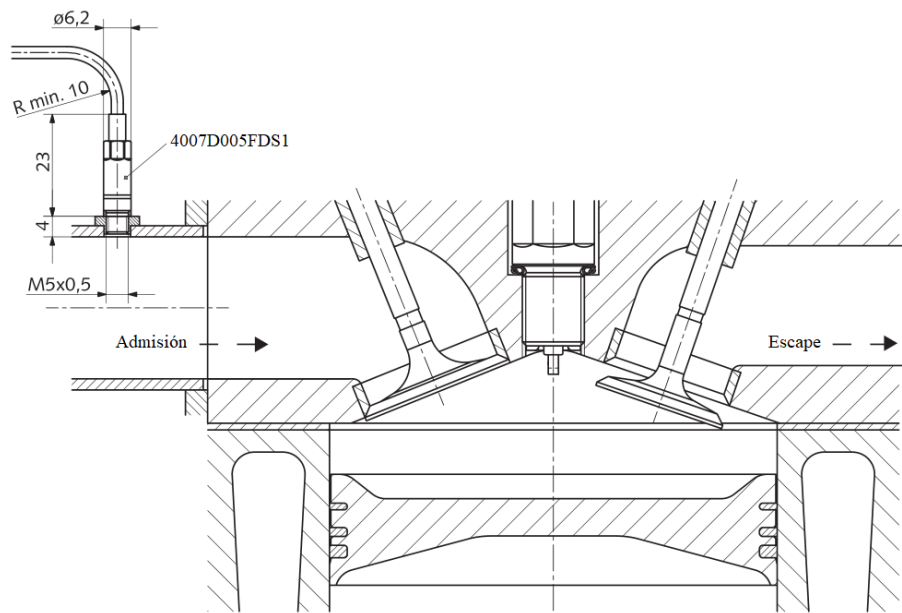 ø6,2
R min. 10
4007D005FDS1
23
4
M5x0,5
Admisión
Escape